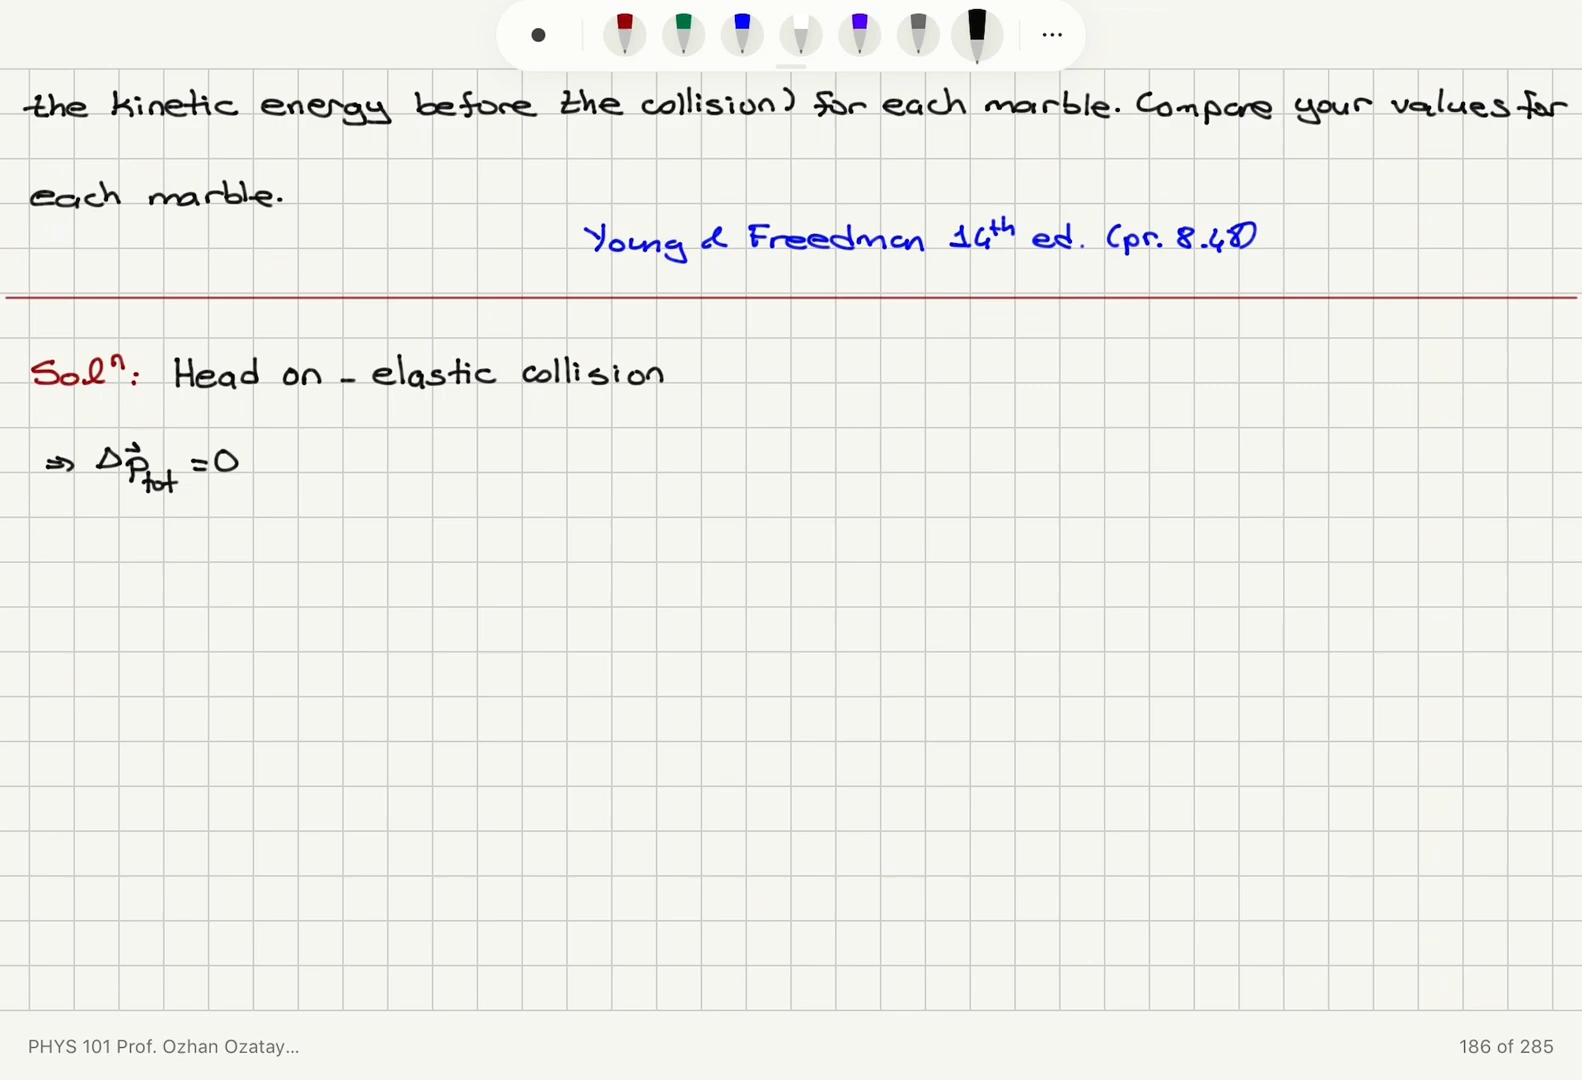 the kinetic energy before the collision) for each marble. Compare your values for
each marble.
Young & Freedman 14th ed. (pr. 8.48)
Solⁿ: Head on - elastic collision
⇒ Δp⃗_tot = 0
PHYS 101 Prof. Ozhan Ozatay...
186 of 285